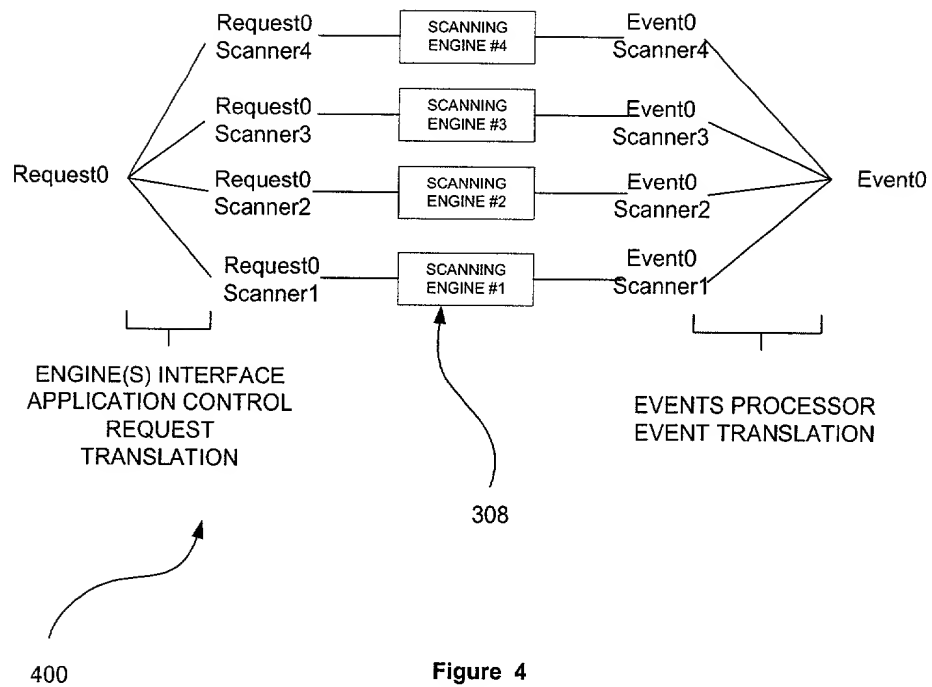 Request0
Scanner4
SCANNING
ENGINE #4
Event0
Scanner4
Request0
Scanner3
SCANNING
ENGINE #3
Event0
Scanner3
Request0
Request0
Scanner2
SCANNING
ENGINE #2
Event0
Scanner2
Event0
Request0
Scanner1
SCANNING
ENGINE #1
Event0
Scanner1
ENGINE(S) INTERFACE
APPLICATION CONTROL
REQUEST
TRANSLATION
EVENTS PROCESSOR
EVENT TRANSLATION
308
400
Figure 4